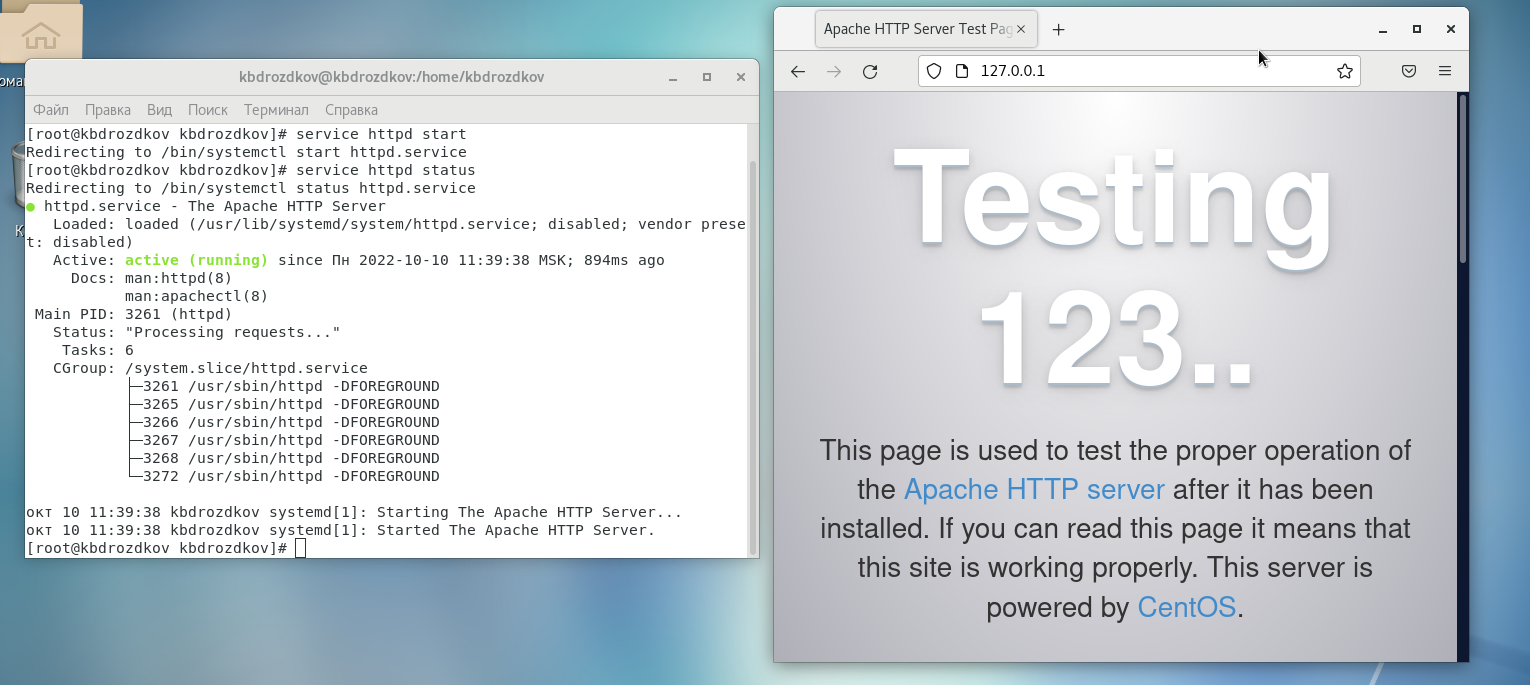 kbdrozdkov@kbdrozdkov:/home/kbdrozdkov
Файл Правка Вид Поиск Терминал Справка
[root@kbdrozdkov kbdrozdkov]# service httpd start
Redirecting to /bin/systemctl start httpd.service
[root@kbdrozdkov kbdrozdkov]# service httpd status
Redirecting to /bin/systemctl status httpd.service
● httpd.service - The Apache HTTP Server
Loaded: loaded (/usr/lib/systemd/system/httpd.service; disabled; vendor prese
t: disabled)
Active: active (running) since Пн 2022-10-10 11:39:38 MSK; 894ms ago
Docs: man:httpd(8)
man:apachectl(8)
Main PID: 3261 (httpd)
Status: "Processing requests..."
Tasks: 6
CGroup: /system.slice/httpd.service
├─3261 /usr/sbin/httpd -DFOREGROUND
├─3265 /usr/sbin/httpd -DFOREGROUND
├─3266 /usr/sbin/httpd -DFOREGROUND
├─3267 /usr/sbin/httpd -DFOREGROUND
├─3268 /usr/sbin/httpd -DFOREGROUND
└─3272 /usr/sbin/httpd -DFOREGROUND
окт 10 11:39:38 kbdrozdkov systemd[1]: Starting The Apache HTTP Server...
окт 10 11:39:38 kbdrozdkov systemd[1]: Started The Apache HTTP Server.
[root@kbdrozdkov kbdrozdkov]#
Apache HTTP Server Test Pag
127.0.0.1
Testing
123..
This page is used to test the proper operation of
the Apache HTTP server after it has been
installed. If you can read this page it means that
this site is working properly. This server is
powered by CentOS.